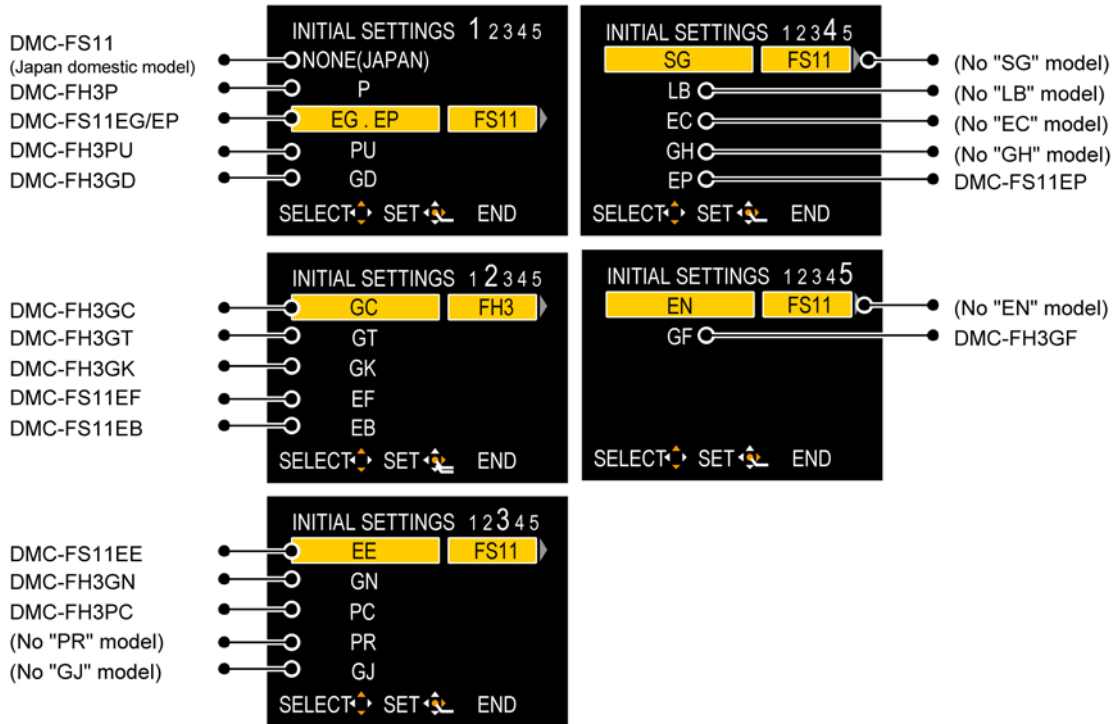 DMC-FS11
(Japan domestic model)
DMC-FH3P
DMC-FS11EG/EP
DMC-FH3PU
DMC-FH3GD
INITIAL SETTINGS 1 2 3 4 5
NONE(JAPAN)
P
EG . EP FS11
PU
GD
SELECT SET END
INITIAL SETTINGS 1 2 3 4 5
SG FS11
LB
EC
GH
EP
SELECT SET END
(No "SG" model)
(No "LB" model)
(No "EC" model)
(No "GH" model)
DMC-FS11EP
DMC-FH3GC
DMC-FH3GT
DMC-FH3GK
DMC-FS11EF
DMC-FS11EB
INITIAL SETTINGS 1 2 3 4 5
GC FH3
GT
GK
EF
EB
SELECT SET END
INITIAL SETTINGS 1 2 3 4 5
EN FS11
GF
SELECT SET END
(No "EN" model)
DMC-FH3GF
DMC-FS11EE
DMC-FH3GN
DMC-FH3PC
(No "PR" model)
(No "GJ" model)
INITIAL SETTINGS 1 2 3 4 5
EE FS11
GN
PC
PR
GJ
SELECT SET END